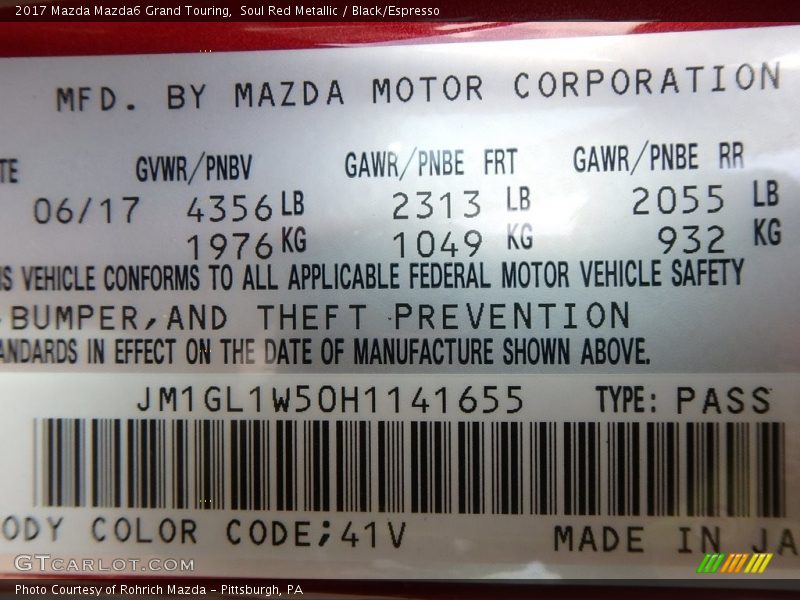 2017 Mazda Mazda6 Grand Touring,  Soul Red Metallic / Black/Espresso
MFD. BY MAZDA MOTOR CORPORATION
TE GVWR/PNBV GAWR/PNBE FRT GAWR/PNBE RR
06/17 4356 LB 2313 LB 2055 LB
1976 KG 1049 KG 932 KG
S VEHICLE CONFORMS TO ALL APPLICABLE FEDERAL MOTOR VEHICLE SAFETY
BUMPER,AND THEFT PREVENTION
ANDARDS IN EFFECT ON THE DATE OF MANUFACTURE SHOWN ABOVE.
JM1GL1W50H1141655 TYPE: PASS
ODY COLOR CODE;41V MADE IN JA
GTCARLOT.COM
Photo Courtesy of Rohrich Mazda - Pittsburgh, PA